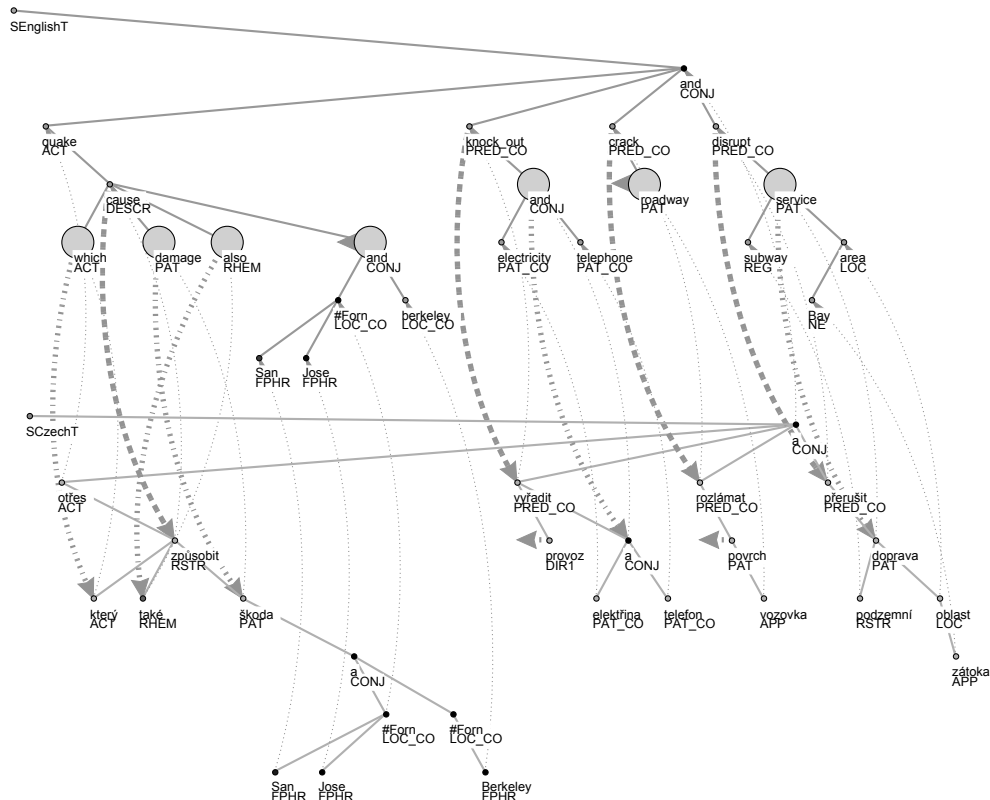 SEnglishT
and
CONJ
quake
ACT
knock_out
PRED_CO
crack
PRED_CO
disrupt
PRED_CO
cause
DESCR
and
CONJ
roadway
PAT
service
PAT
which
ACT
damage
PAT
also
RHEM
and
CONJ
electricity
PAT_CO
telephone
PAT_CO
subway
REG
area
LOC
#Forn
LOC_CO
berkeley
LOC_CO
Bay
NE
San
FPHR
Jose
FPHR
SCzechT
a
CONJ
otřes
ACT
vyřadit
PRED_CO
rozlámat
PRED_CO
přerušit
PRED_CO
způsobit
RSTR
provoz
DIR1
a
CONJ
povrch
PAT
doprava
PAT
který
ACT
také
RHEM
škoda
PAT
elektřina
PAT_CO
telefon
PAT_CO
vozovka
APP
podzemní
RSTR
oblast
LOC
a
CONJ
zátoka
APP
#Forn
LOC_CO
#Forn
LOC_CO
San
FPHR
Jose
FPHR
Berkeley
FPHR